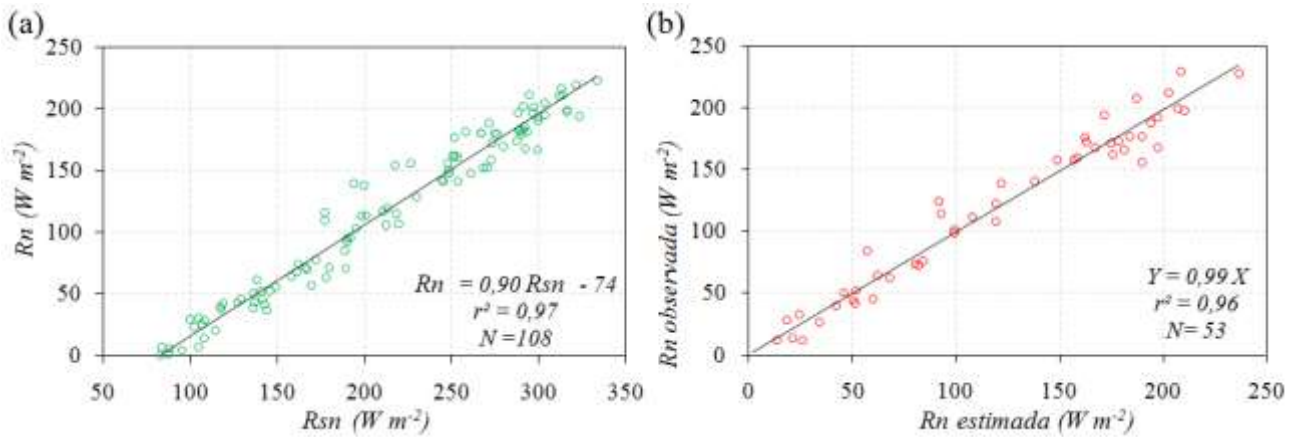 (a)
250
200
150
100
50
0
Rn (W m-2)
50 100 150 200 250 300 350
Rsn (W m-2)
Rn = 0,90 Rsn - 74
r² = 0,97
N =108
(b)
250
200
150
100
50
0
Rn observada (W m-2)
0 50 100 150 200 250
Rn estimada (W m-2)
Y = 0,99 X
r² = 0,96
N= 53